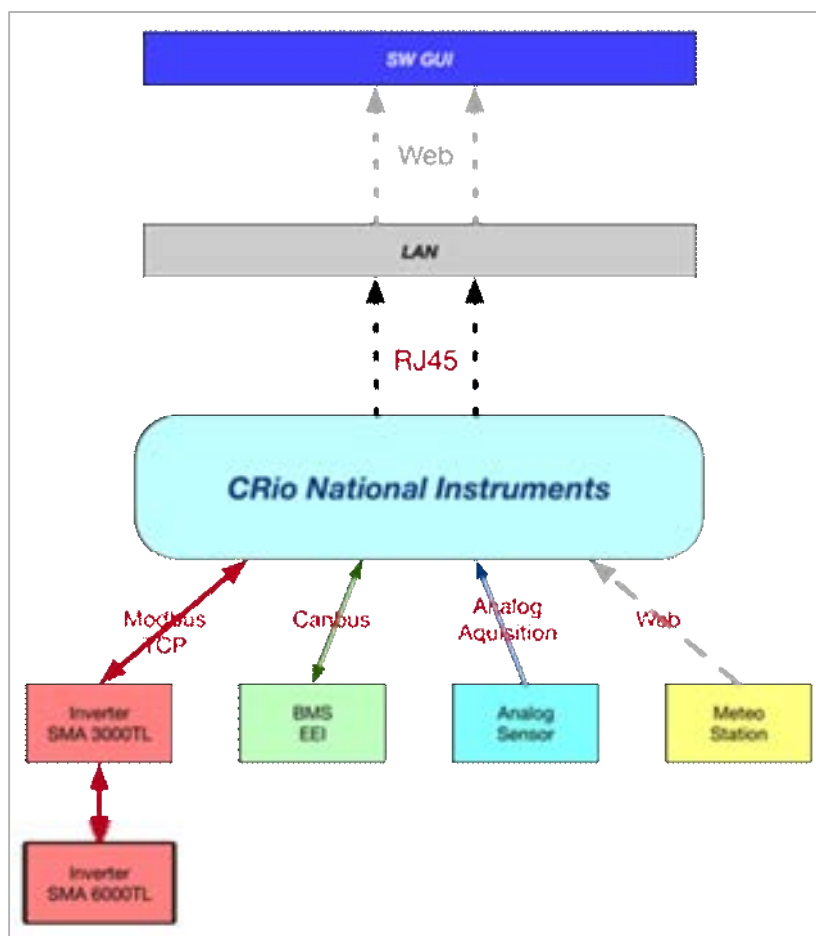 SW GUI
Web
LAN
RJ45
CRio National Instruments
Modbus
TCP
Canbus
Analog
Aquisition
Web
Inverter
SMA 3000TL
BMS
EEI
Analog
Sensor
Meteo
Station
Inverter
SMA 6000TL